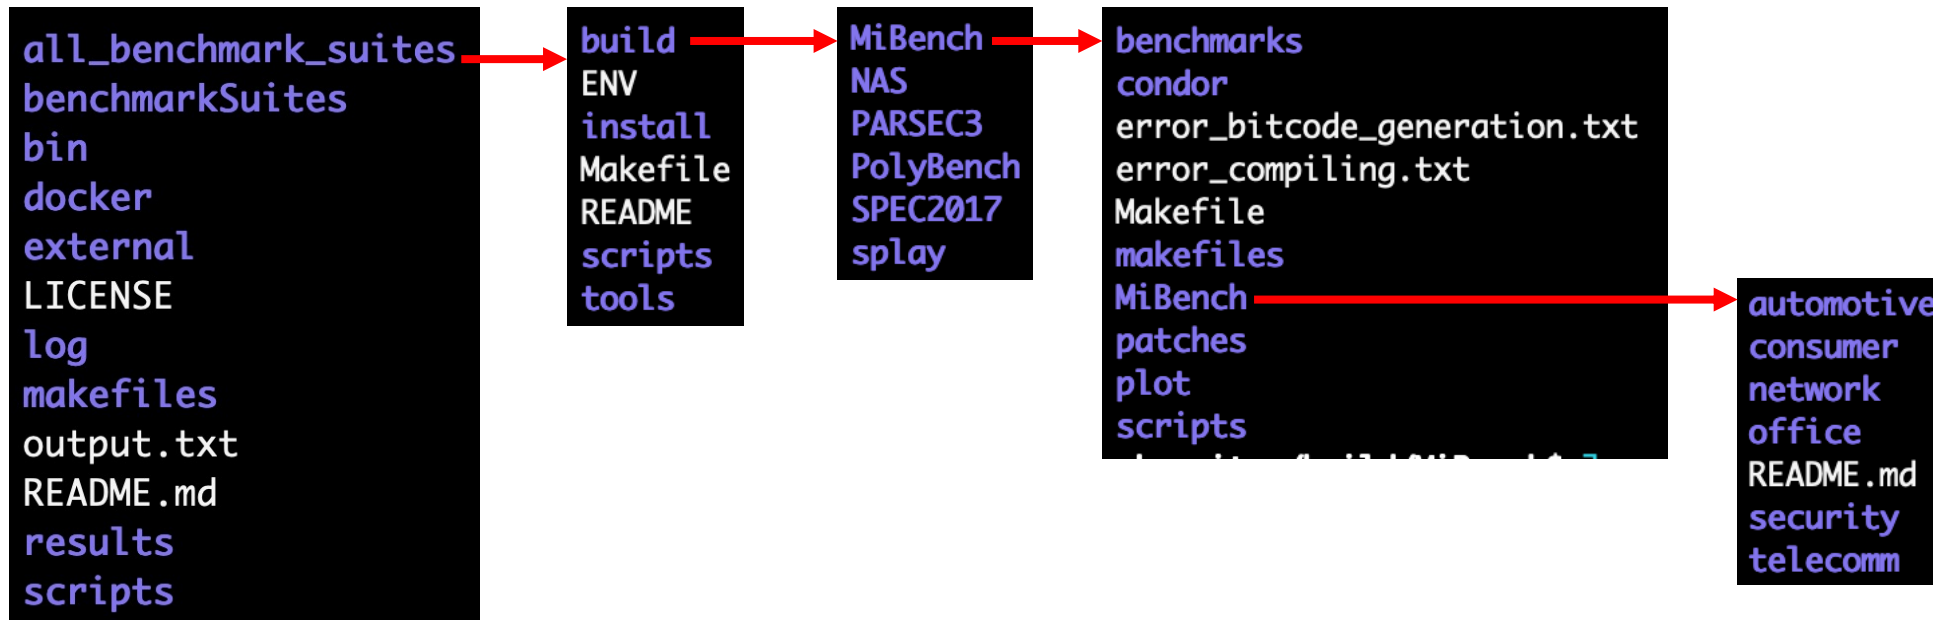 all_benchmark_suites
benchmarkSuites
bin
docker
external
LICENSE
log
makefiles
output.txt
README.md
results
scripts
build
ENV
install
Makefile
README
scripts
tools
MiBench
NAS
PARSEC3
PolyBench
SPEC2017
splay
benchmarks
condor
error_bitcode_generation.txt
error_compiling.txt
Makefile
makefiles
MiBench
patches
plot
scripts
automotive
consumer
network
office
README.md
security
telecomm